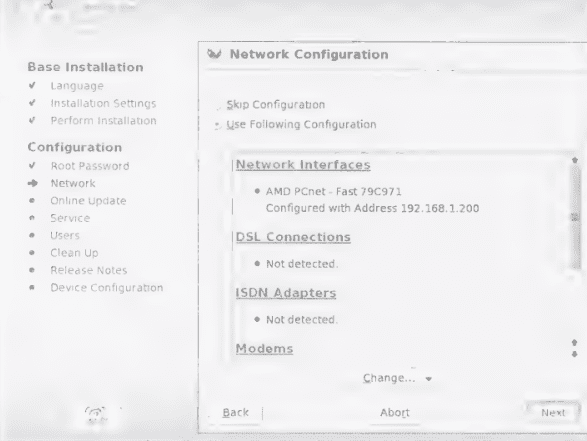 Base Installation
Language
Installation Settings
Perform Installation
Configuration
Root Password
Network
Online Update
Service
Users
Clean Up
Release Notes
Device Configuration
Network Configuration
Skip Configuration
Use Following Configuration
Network Interfaces
AMD PCnet - Fast 79C971
Configured with Address 192.168.1.200
DSL Connections
Not detected.
ISDN Adapters
Not detected.
Modems
Change...
Back
Abort
Next